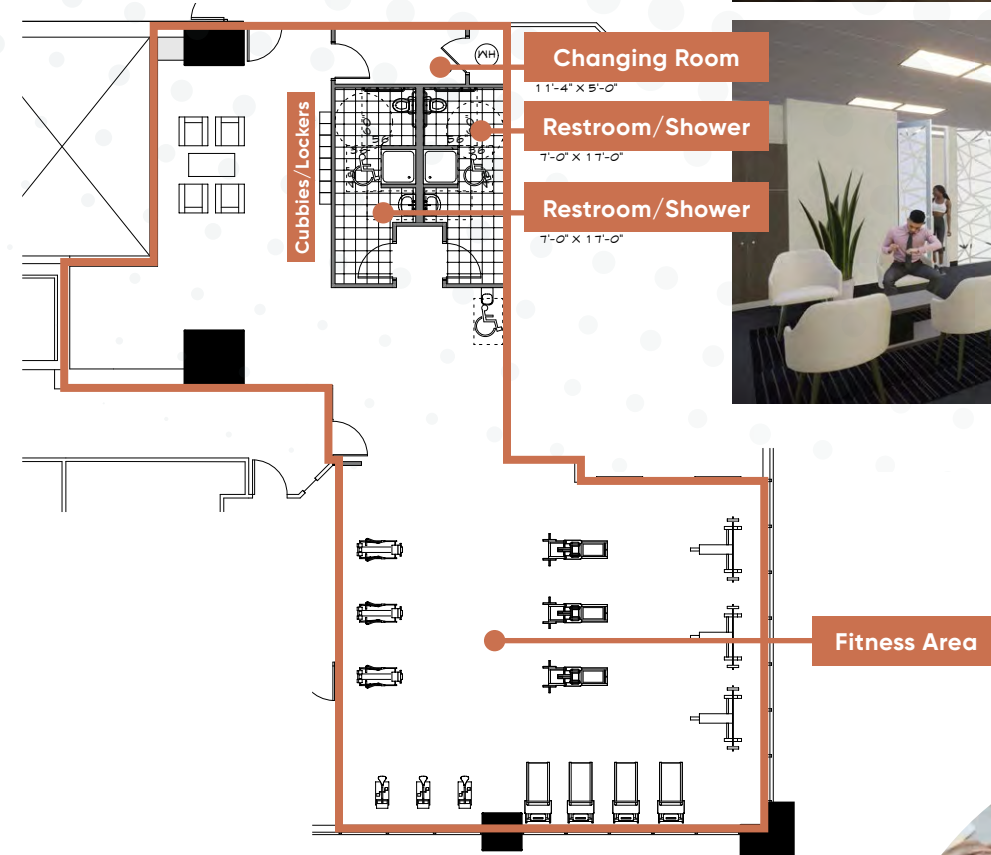 Changing Room
11'-4" X 5'-0"
Restroom/Shower
7'-0" X 17'-0"
Restroom/Shower
7'-0" X 17'-0"
Cubbies/Lockers
HW
Fitness Area